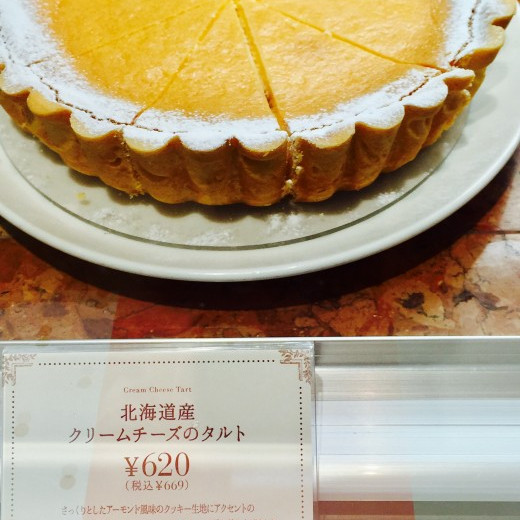 Cream Cheese Tart
北海道産
クリームチーズのタルト
¥620
(税込¥669)
さっくりとしたアーモンド風味のクッキー生地にアクセントの